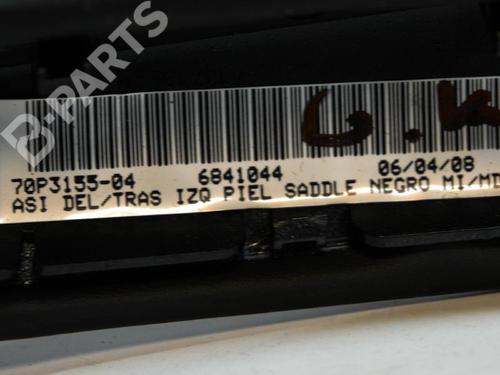 B-PARTS
70P3155-04 6841044 06/04/08
ASI DEL/TRAS IZQ PIEL SADDLE NEGRO MI/MD